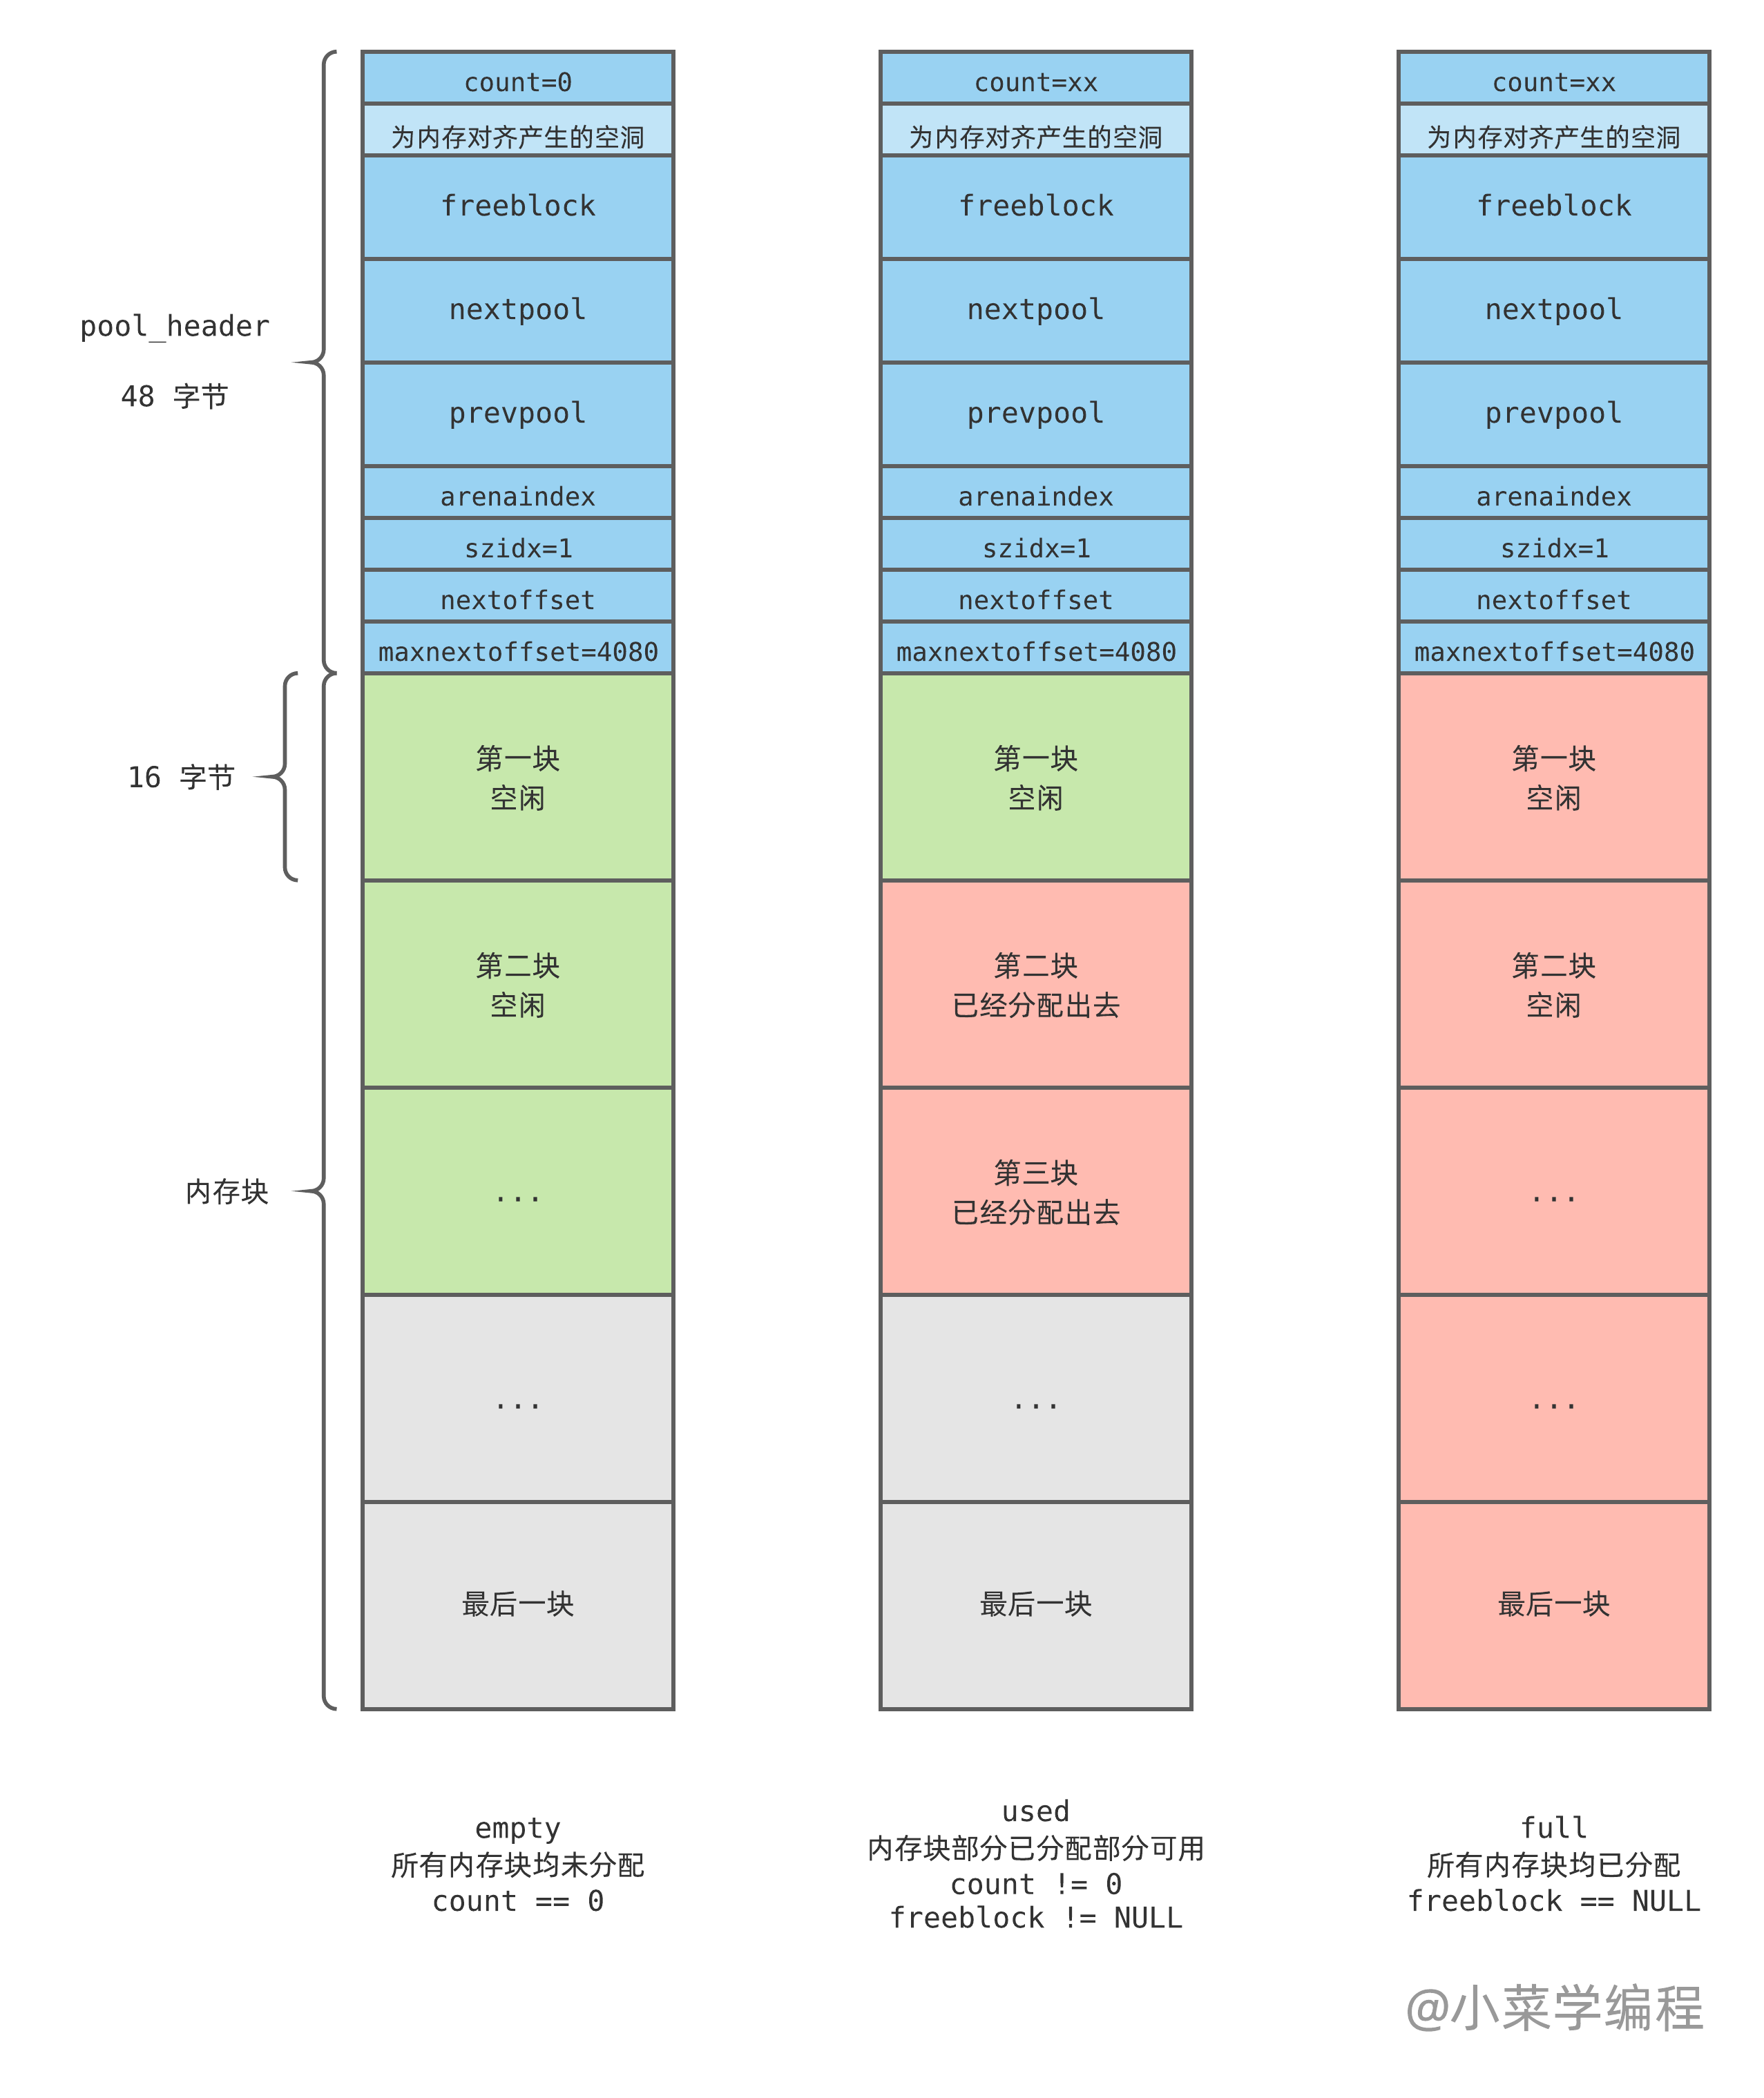 pool_header
48 字节
16 字节
内存块
count=0
为内存对齐产生的空洞
freeblock
nextpool
prevpool
arenaindex
szidx=1
nextoffset
maxnextoffset=4080
第一块
空闲
第二块
空闲
...
...
最后一块
empty
所有内存块均未分配
count == 0
count=xx
为内存对齐产生的空洞
freeblock
nextpool
prevpool
arenaindex
szidx=1
nextoffset
maxnextoffset=4080
第一块
空闲
第二块
已经分配出去
第三块
已经分配出去
...
最后一块
used
内存块部分已分配部分可用
count != 0
freeblock != NULL
count=xx
为内存对齐产生的空洞
freeblock
nextpool
prevpool
arenaindex
szidx=1
nextoffset
maxnextoffset=4080
第一块
空闲
第二块
空闲
...
...
最后一块
full
所有内存块均已分配
freeblock == NULL
@小菜学编程